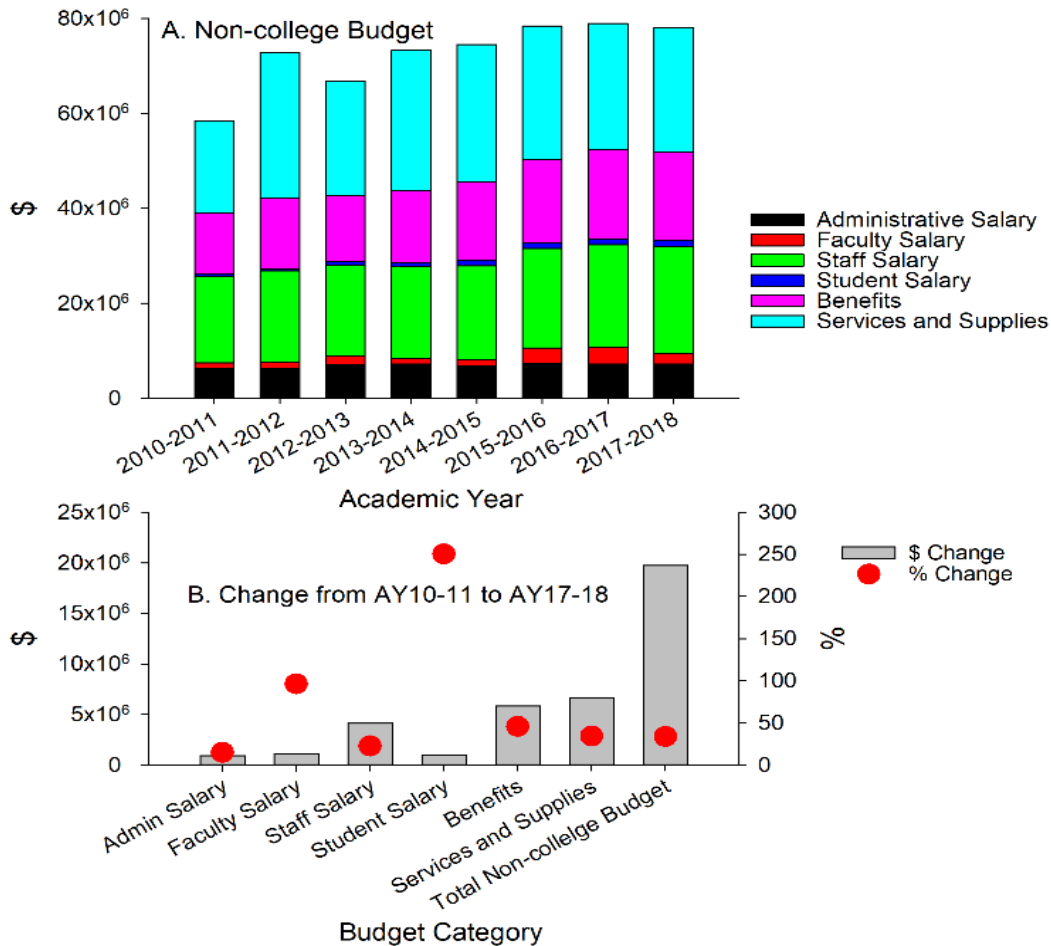 A. Non-college Budget
80x10⁶
60x10⁶
40x10⁶
20x10⁶
0
$
2010-2011
2011-2012
2012-2013
2013-2014
2014-2015
2015-2016
2016-2017
2017-2018
Academic Year
Administrative Salary
Faculty Salary
Staff Salary
Student Salary
Benefits
Services and Supplies
B. Change from AY10-11 to AY17-18
25x10⁶
20x10⁶
15x10⁶
10x10⁶
5x10⁶
0
$
300
250
200
150
100
50
0
%
$ Change
% Change
Admin Salary
Faculty Salary
Staff Salary
Student Salary
Benefits
Services and Supplies
Total Non-collelge Budget
Budget Category